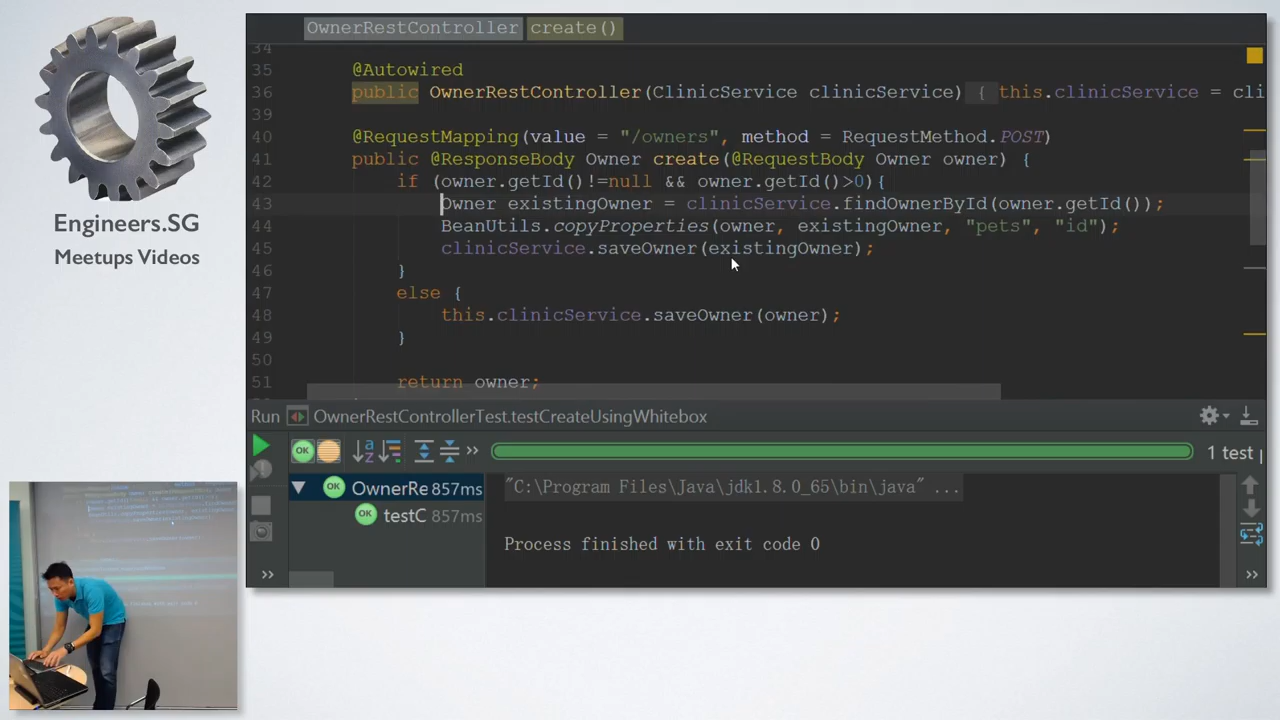 Engineers.SG
Meetups Videos
OwnerRestController create()
34
35 @Autowired
36 public OwnerRestController(ClinicService clinicService) { this.clinicService = cli
39
40 @RequestMapping(value = "/owners", method = RequestMethod.POST)
41 public @ResponseBody Owner create(@RequestBody Owner owner) {
42 if (owner.getId()!=null && owner.getId()>0){
43 Owner existingOwner = clinicService.findOwnerById(owner.getId());
44 BeanUtils.copyProperties(owner, existingOwner, "pets", "id");
45 clinicService.saveOwner(existingOwner);
46 }
47 else {
48 this.clinicService.saveOwner(owner);
49 }
50
51 return owner;
Run OwnerRestControllerTest.testCreateUsingWhitebox
OK 1 test
OK OwnerRe 857ms
OK testC 857ms
"C:\Program Files\Java\jdk1.8.0_65\bin\java" ...
Process finished with exit code 0